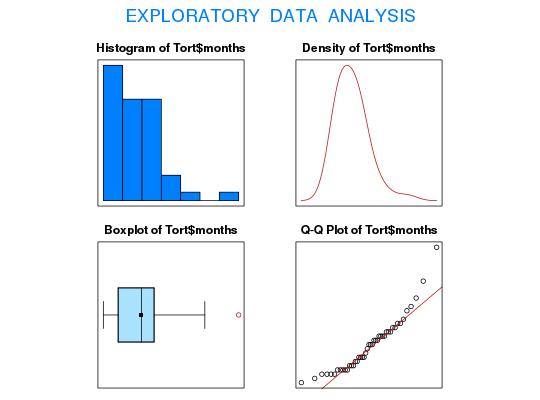 EXPLORATORY DATA ANALYSIS
Histogram of Tort$months
Density of Tort$months
Boxplot of Tort$months
Q-Q Plot of Tort$months